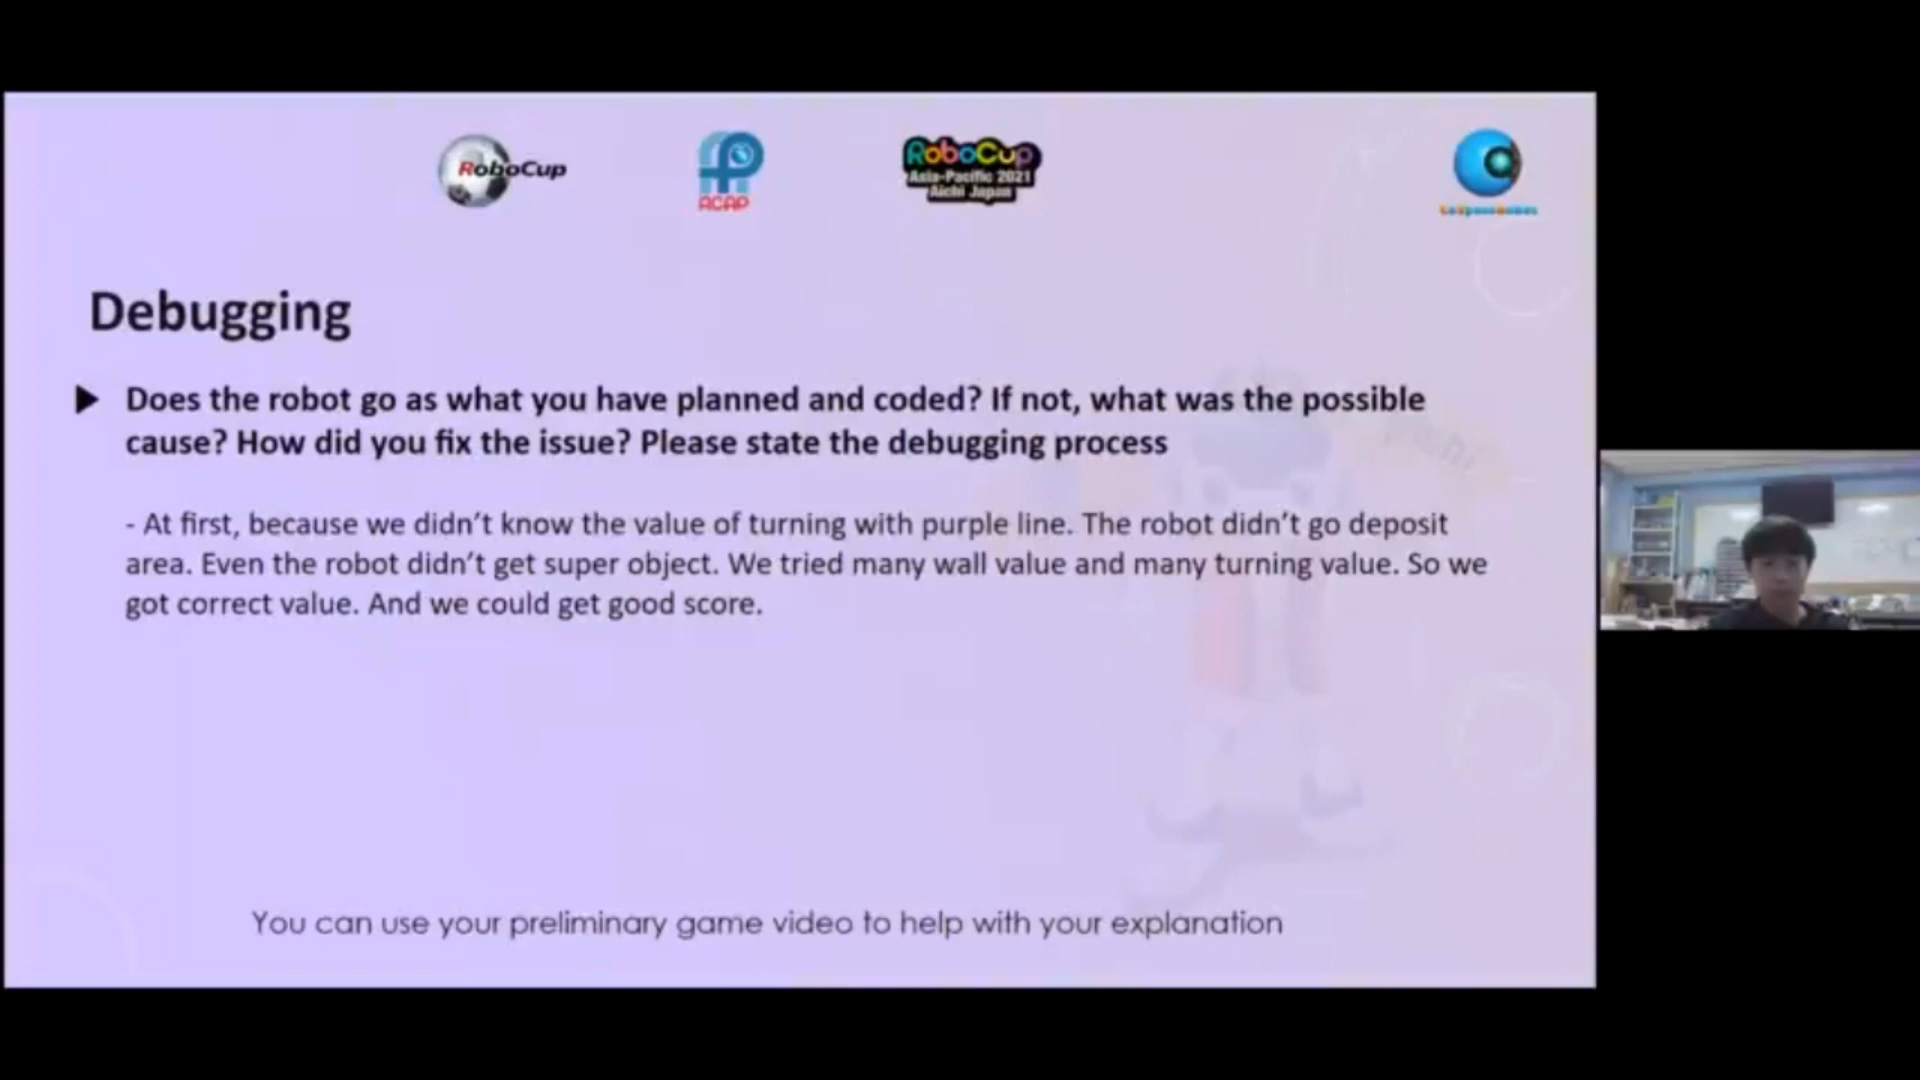 RoboCup
ACAP
RoboCup
Asia-Pacific 2021
Aichi Japan
Debugging
Does the robot go as what you have planned and coded? If not, what was the possible
cause? How did you fix the issue? Please state the debugging process
- At first, because we didn’t know the value of turning with purple line. The robot didn’t go deposit
area. Even the robot didn’t get super object. We tried many wall value and many turning value. So we
got correct value. And we could get good score.
You can use your preliminary game video to help with your explanation